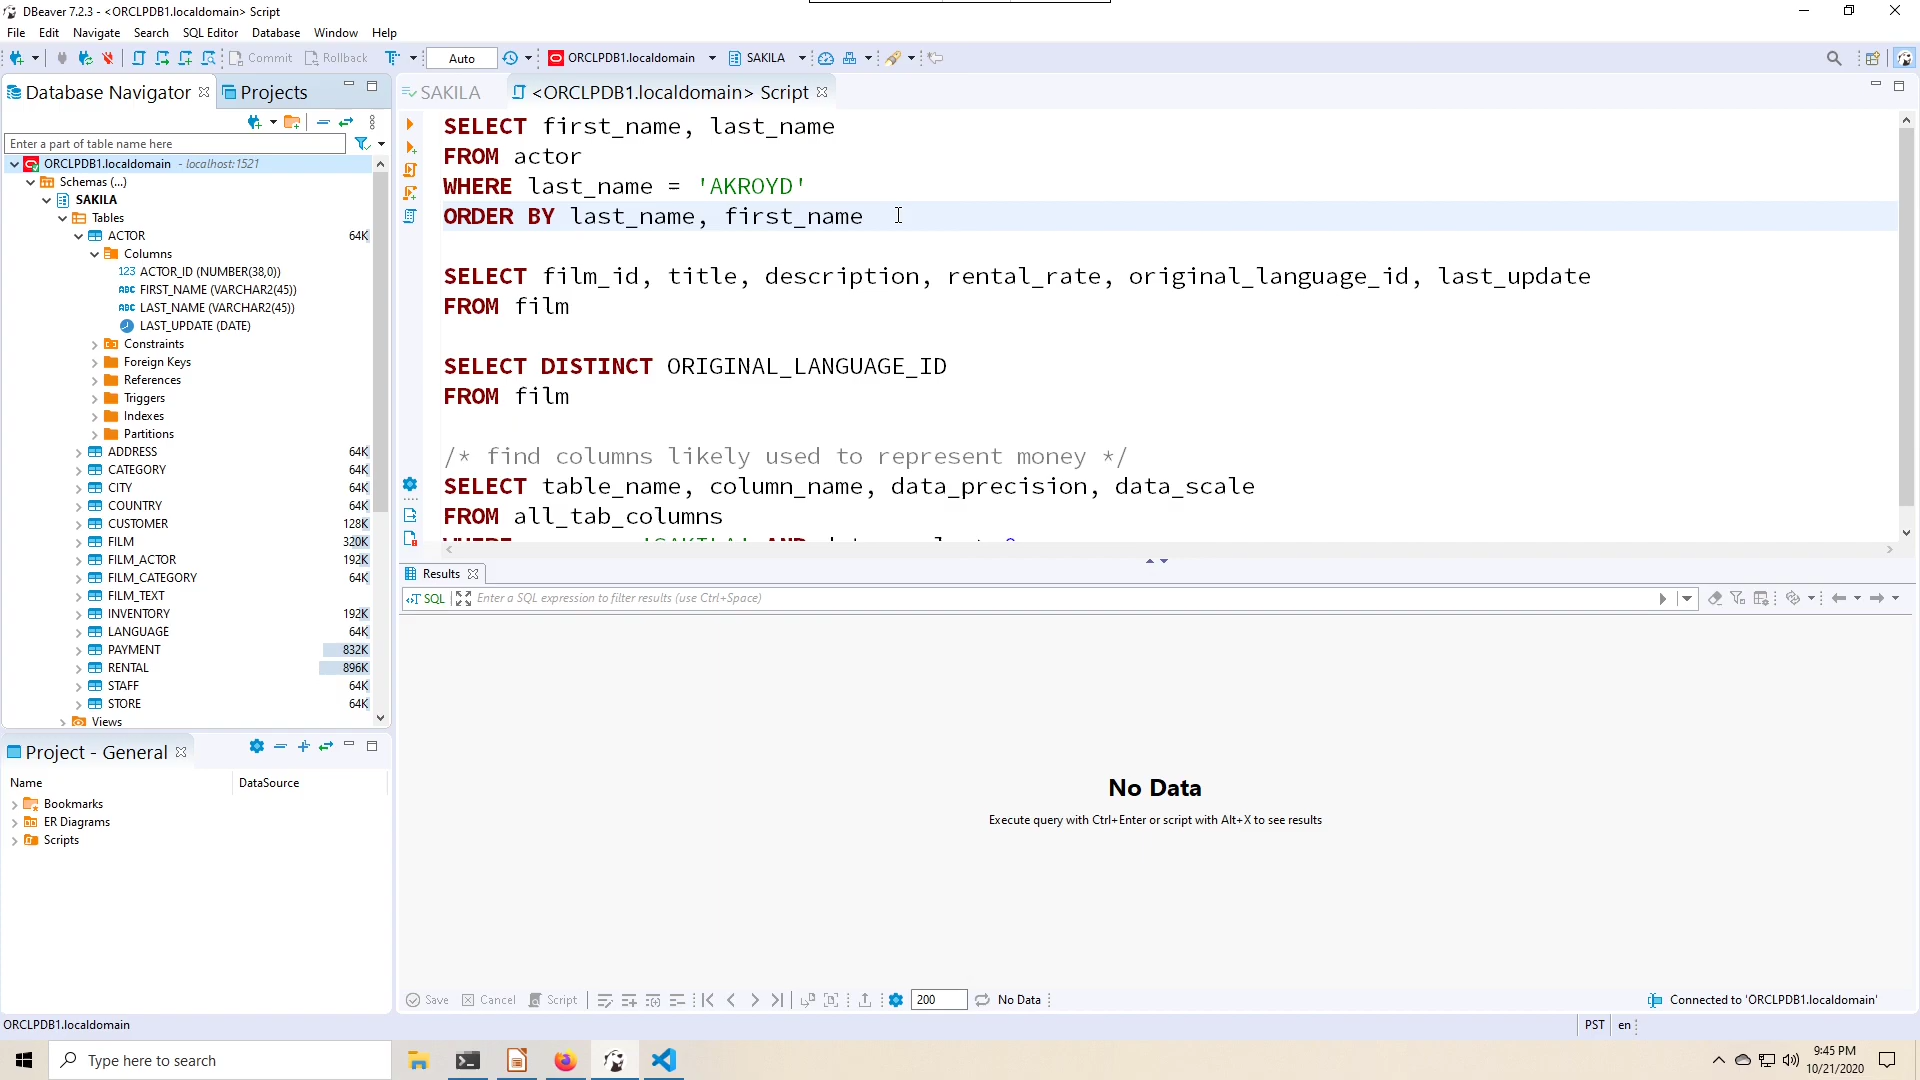 DBeaver 7.2.3 - <ORCLPDB1.localdomain> Script
File Edit Navigate Search SQL Editor Database Window Help
Commit Rollback Auto ORCLPDB1.localdomain SAKILA
Database Navigator Projects
Enter a part of table name here
ORCLPDB1.localdomain - localhost:1521
Schemas (...)
SAKILA
Tables
ACTOR 64K
Columns
123 ACTOR_ID (NUMBER(38,0))
ABC FIRST_NAME (VARCHAR2(45))
ABC LAST_NAME (VARCHAR2(45))
LAST_UPDATE (DATE)
Constraints
Foreign Keys
References
Triggers
Indexes
Partitions
ADDRESS 64K
CATEGORY 64K
CITY 64K
COUNTRY 64K
CUSTOMER 128K
FILM 320K
FILM_ACTOR 192K
FILM_CATEGORY 64K
FILM_TEXT
INVENTORY 192K
LANGUAGE 64K
PAYMENT 832K
RENTAL 896K
STAFF 64K
STORE 64K
Views
Project - General
Name DataSource
Bookmarks
ER Diagrams
Scripts
SAKILA <ORCLPDB1.localdomain> Script
SELECT first_name, last_name
FROM actor
WHERE last_name = 'AKROYD'
ORDER BY last_name, first_name
SELECT film_id, title, description, rental_rate, original_language_id, last_update
FROM film
SELECT DISTINCT ORIGINAL_LANGUAGE_ID
FROM film
/* find columns likely used to represent money */
SELECT table_name, column_name, data_precision, data_scale
FROM all_tab_columns
Results
SQL Enter a SQL expression to filter results (use Ctrl+Space)
No Data
Execute query with Ctrl+Enter or script with Alt+X to see results
Save Cancel Script 200 No Data Connected to 'ORCLPDB1.localdomain'
ORCLPDB1.localdomain PST en
Type here to search
9:45 PM
10/21/2020